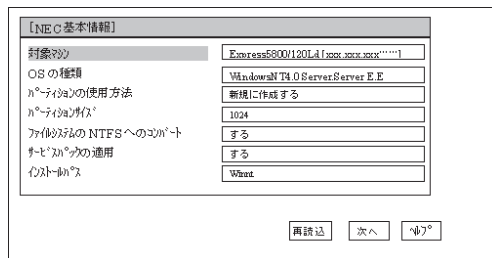 [NEC基本情報]
対象ﾏｼﾝ Express5800/120Ld [xxx.xxx.xxx……]
OSの種類 WindowsNT4.0 Server.Server E.E
ﾊﾟｰﾃｨｼｮﾝの使用方法 新規に作成する
ﾊﾟｰﾃｨｼｮﾝｻｲｽﾞ 1024
ﾌｧｲﾙｼｽﾃﾑのNTFSへのｺﾝﾊﾞｰﾄ する
ｻｰﾋﾞｽﾊﾟｯｸの適用 する
ｲﾝｽﾄｰﾙﾊﾟｽ Winnt
再読込 次へ ﾍﾙﾌﾟ